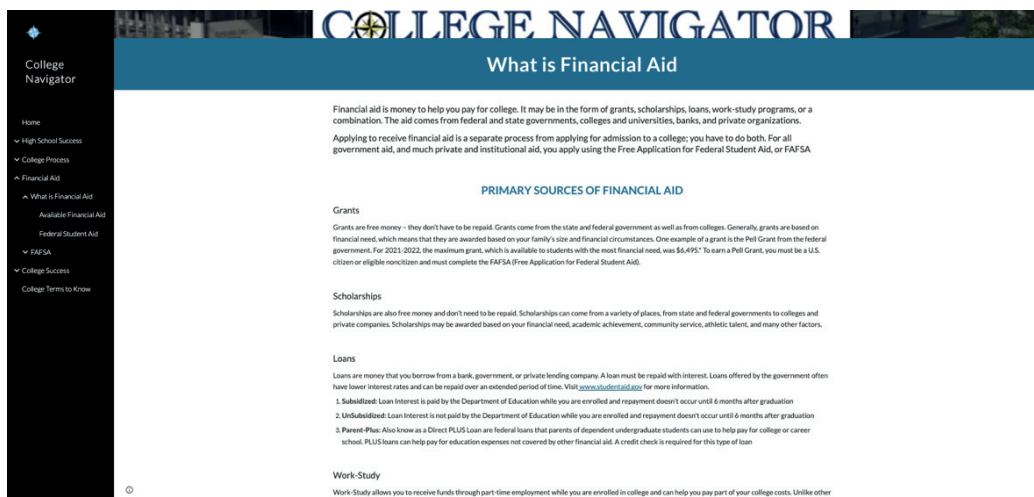 COLLEGE NAVIGATOR
What is Financial Aid
College
Navigator
Home
High School Success
College Process
Financial Aid
What is Financial Aid
Available Financial Aid
Federal Student Aid
FAFSA
College Success
College Terms to Know
Financial aid is money to help you pay for college. It may be in the form of grants, scholarships, loans, work-study programs, or a
combination. The aid comes from federal and state governments, colleges and universities, banks, and private organizations.
Applying to receive financial aid is a separate process from applying for admission to a college; you have to do both. For all
government aid, and much private and institutional aid, you apply using the Free Application for Federal Student Aid, or FAFSA
PRIMARY SOURCES OF FINANCIAL AID
Grants
Grants are free money – they don't have to be repaid. Grants come from the state and federal government as well as from colleges. Generally, grants are based on
financial need, which means that they are awarded based on your family's size and financial circumstances. One example of a grant is the Pell Grant from the federal
government. For 2021-2022, the maximum grant, which is available to students with the most financial need, was $6,495.* To earn a Pell Grant, you must be a U.S.
citizen or eligible noncitizen and must complete the FAFSA (Free Application for Federal Student Aid).
Scholarships
Scholarships are also free money and don't need to be repaid. Scholarships can come from a variety of places, from state and federal governments to colleges and
private companies. Scholarships may be awarded based on your financial need, academic achievement, community service, athletic talent, and many other factors.
Loans
Loans are money that you borrow from a bank, government, or private lending company. A loan must be repaid with interest. Loans offered by the government often
have lower interest rates and can be repaid over an extended period of time. Visit www.studentaid.gov for more information.
1. Subsidized: Loan Interest is paid by the Department of Education while you are enrolled and repayment doesn't occur until 6 months after graduation
2. UnSubsidized: Loan Interest is not paid by the Department of Education while you are enrolled and repayment doesn't occur until 6 months after graduation
3. Parent-Plus: Also know as a Direct PLUS Loan are federal loans that parents of dependent undergraduate students can use to help pay for college or career
school. PLUS loans can help pay for education expenses not covered by other financial aid. A credit check is required for this type of loan
Work-Study
Work-Study allows you to receive funds through part-time employment while you are enrolled in college and can help you pay part of your college costs. Unlike other